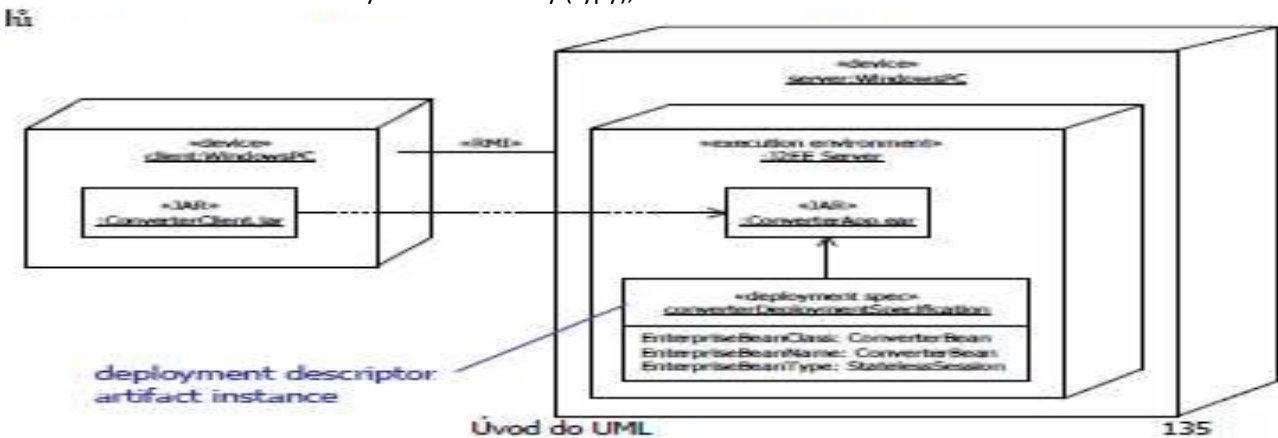 hů
«device»
server:WindowsPC
«device»
client:WindowsPC
«RMI»
«execution environment»
:J2EE Server
«JAR»
:ConverterClient.jar
«JAR»
:ConverterApp.ear
«deployment spec»
converterDeploymentSpecification
EnterpriseBeanClass: ConverterBean
EnterpriseBeanName: ConverterBean
EnterpriseBeanType: StatelessSession
deployment descriptor
artifact instance
Úvod do UML
135